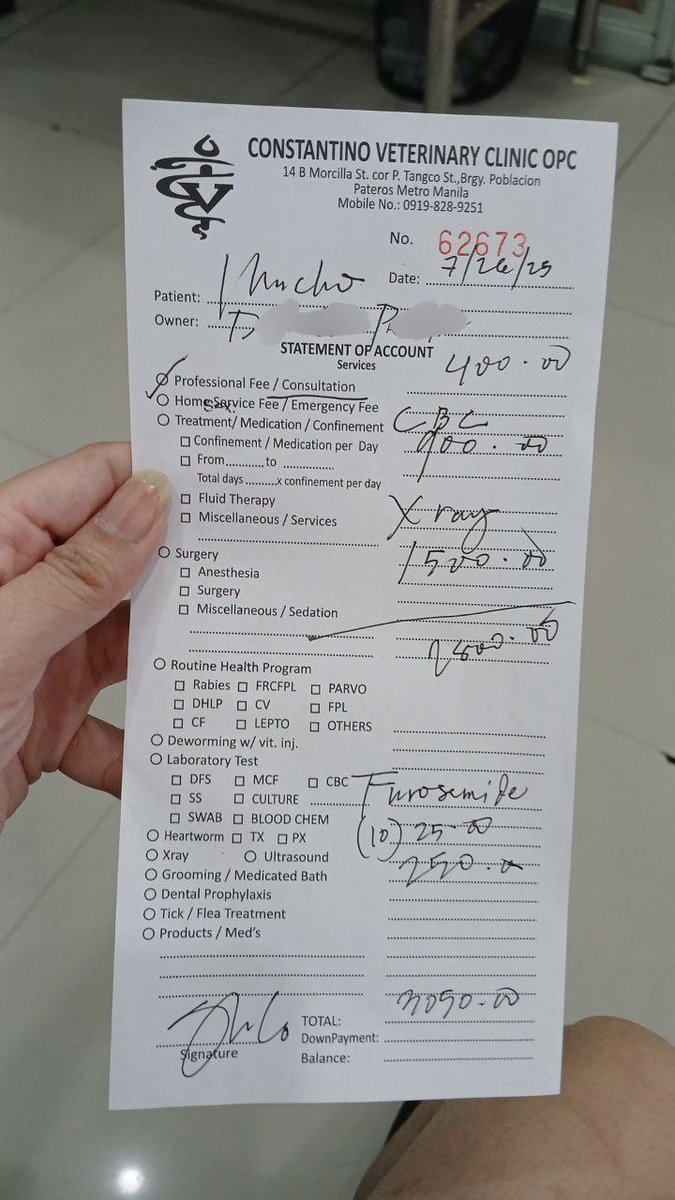 CONSTANTINO VETERINARY CLINIC OPC
14 B Morcilla St. cor P. Tangco St.,Brgy. Poblacion
Pateros Metro Manila
Mobile No.: 0919-828-9251
No. 62673
Date: 7/26/25
Patient: Mucho
Owner:
STATEMENT OF ACCOUNT
Services
400.00
Professional Fee / Consultation
Home Service Fee / Emergency Fee
Treatment/ Medication / Confinement CBC
Confinement / Medication per Day 900.00
From...........to ..............
Total days .........x confinement per day
Fluid Therapy
Miscellaneous / Services X ray
Surgery 1500.00
Anesthesia
Surgery
Miscellaneous / Sedation
2800.00
Routine Health Program
Rabies FRCFPL PARVO
DHLP CV FPL
CF LEPTO OTHERS
Deworming w/ vit. inj.
Laboratory Test
DFS MCF CBC Furosemide
SS CULTURE
SWAB BLOOD CHEM (10) 25.00
Heartworm TX PX
Xray Ultrasound 250.0
Grooming / Medicated Bath
Dental Prophylaxis
Tick / Flea Treatment
Products / Med's
3050.00
TOTAL:
Signature DownPayment:
Balance: